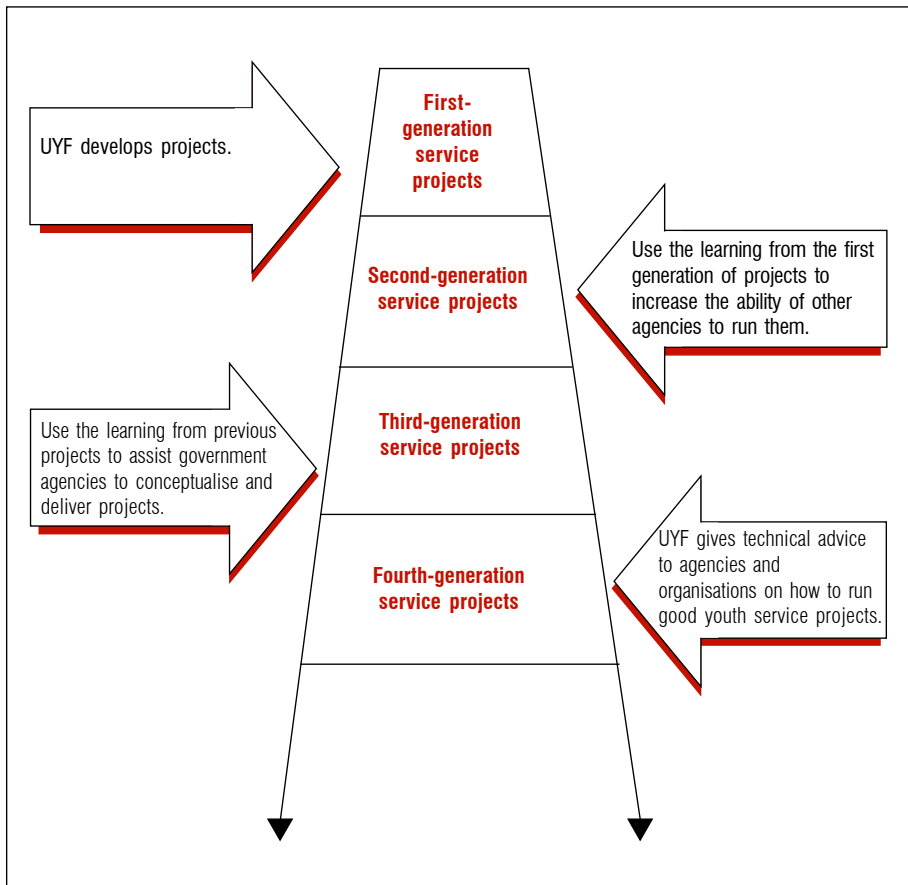 UYF develops projects.
First-
generation
service
projects
Second-generation
service projects
Use the learning from the first
generation of projects to
increase the ability of other
agencies to run them.
Third-generation
service projects
Use the learning from previous
projects to assist government
agencies to conceptualise and
deliver projects.
Fourth-generation
service projects
UYF gives technical advice
to agencies and
organisations on how to run
good youth service projects.